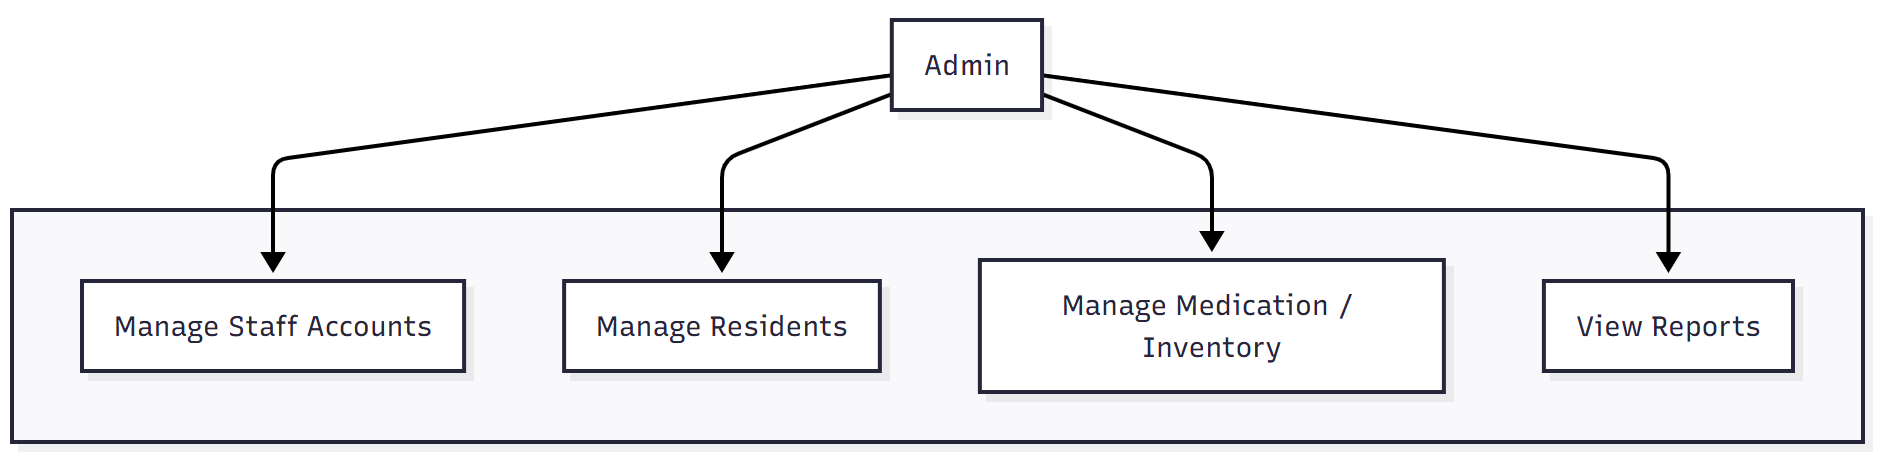 Admin
Manage Staff Accounts
Manage Residents
Manage Medication /
Inventory
View Reports